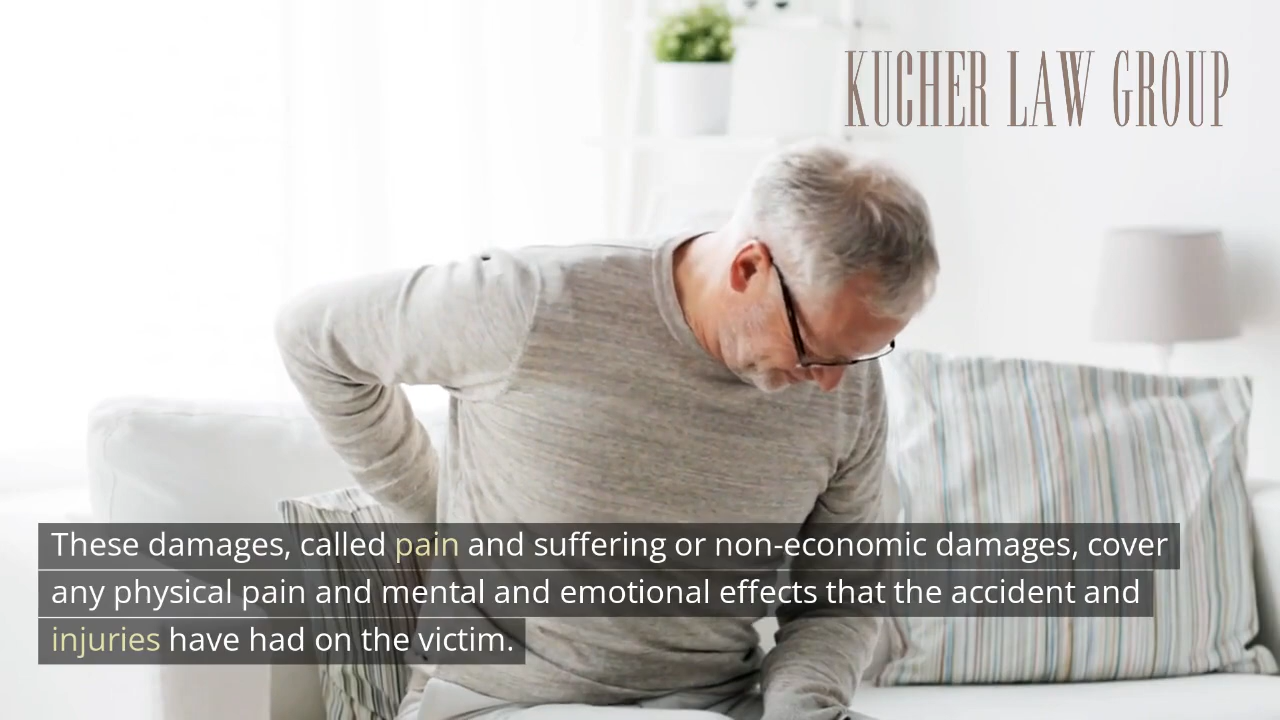 KUCHER LAW GROUP
These damages, called pain and suffering or non-economic damages, cover
any physical pain and mental and emotional effects that the accident and
injuries have had on the victim.